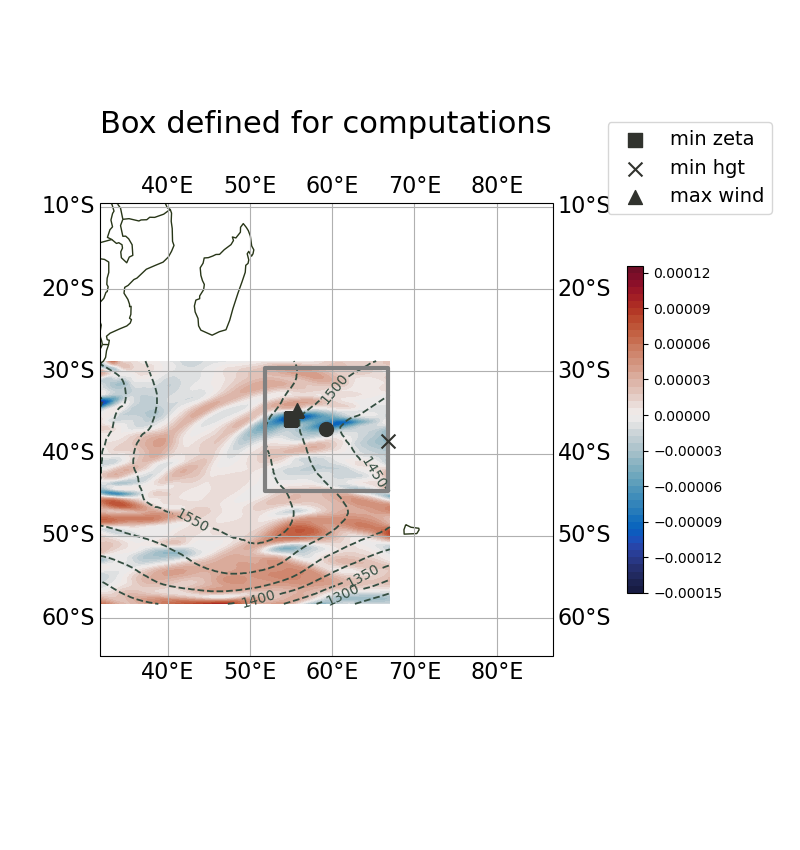 Box defined for computations
min zeta
min hgt
max wind
40°E 50°E 60°E 70°E 80°E
10°S 10°S
20°S 20°S
30°S 30°S
40°S 40°S
50°S 50°S
60°S 60°S
40°E 50°E 60°E 70°E 80°E
1500
1450
1550
1350
1400
1300
0.00012
0.00009
0.00006
0.00003
0.00000
−0.00003
−0.00006
−0.00009
−0.00012
−0.00015